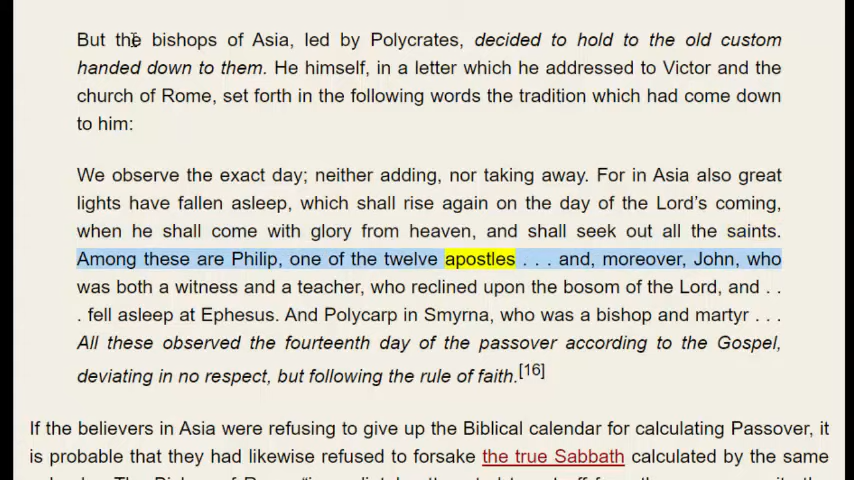 But the bishops of Asia, led by Polycrates, decided to hold to the old custom
handed down to them. He himself, in a letter which he addressed to Victor and the
church of Rome, set forth in the following words the tradition which had come down
to him:
We observe the exact day; neither adding, nor taking away. For in Asia also great
lights have fallen asleep, which shall rise again on the day of the Lord's coming,
when he shall come with glory from heaven, and shall seek out all the saints.
Among these are Philip, one of the twelve apostles . . . and, moreover, John, who
was both a witness and a teacher, who reclined upon the bosom of the Lord, and . .
. fell asleep at Ephesus. And Polycarp in Smyrna, who was a bishop and martyr . . .
All these observed the fourteenth day of the passover according to the Gospel,
deviating in no respect, but following the rule of faith.[16]
If the believers in Asia were refusing to give up the Biblical calendar for calculating Passover, it
is probable that they had likewise refused to forsake the true Sabbath calculated by the same